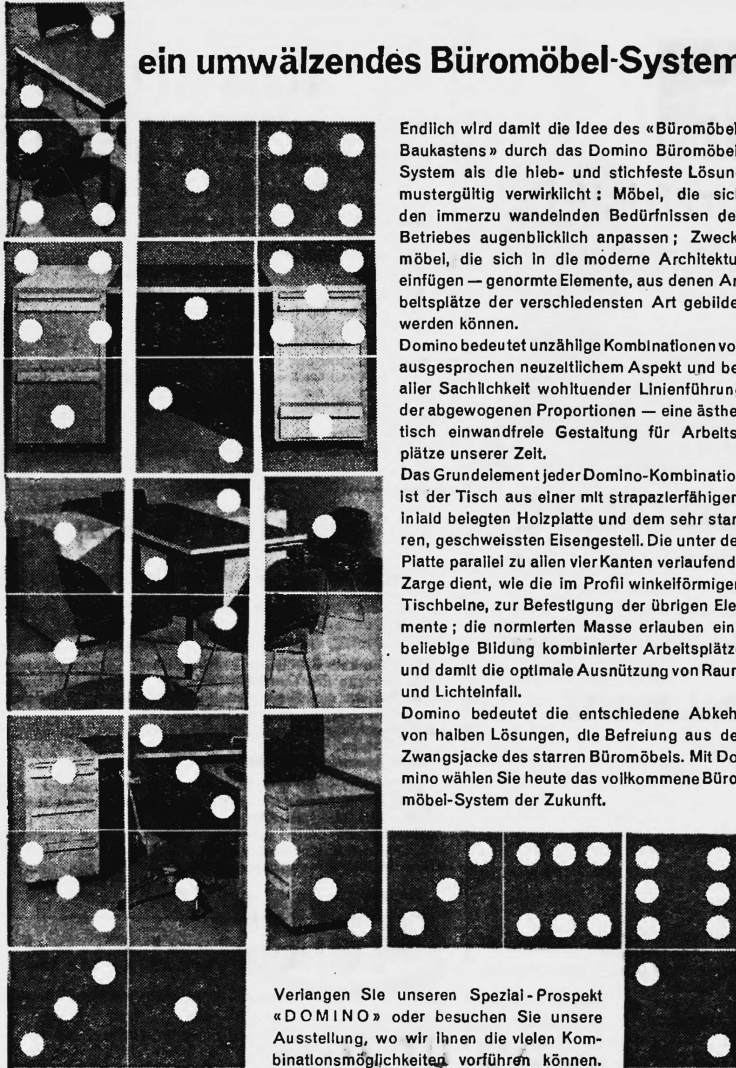 ein umwälzendes Büromöbel-System
Endlich wird damit die Idee des «Büromöbel
Baukastens» durch das Domino Büromöbel
System als die hieb- und stichfeste Lösun
mustergültig verwirklicht : Möbel, die sic
den immerzu wandelnden Bedürfnissen de
Betriebes augenblicklich anpassen ; Zweck
möbel, die sich in die moderne Architektu
einfügen — genormte Elemente, aus denen Ar
beitsplätze der verschiedensten Art gebilde
werden können.
Domino bedeutet unzählige Kombinationen vo
ausgesprochen neuzeitlichem Aspekt und be
aller Sachlichkeit wohltuender Linienführun
der abgewogenen Proportionen — eine ästhe
tisch einwandfreie Gestaltung für Arbeits
plätze unserer Zeit.
Das Grundelement jeder Domino-Kombinatio
ist der Tisch aus einer mit strapazierfähiger
Inlaid belegten Holzplatte und dem sehr star
ren, geschweissten Eisengestell. Die unter de
Platte parallel zu allen vier Kanten verlaufend
Zarge dient, wie die im Profil winkelförmiger
Tischbeine, zur Befestigung der übrigen Ele
mente ; die normierten Masse erlauben ein
beliebige Bildung kombinierter Arbeitsplätz
und damit die optimale Ausnützung von Raum
und Lichteinfall.
Domino bedeutet die entschiedene Abkeh
von halben Lösungen, die Befreiung aus de
Zwangsjacke des starren Büromöbels. Mit Do
mino wählen Sie heute das vollkommene Büro
möbel-System der Zukunft.
Verlangen Sie unseren Spezial-Prospekt
«DOMINO» oder besuchen Sie unsere
Ausstellung, wo wir Ihnen die vielen Kom-
binationsmöglichkeiten vorführen können.